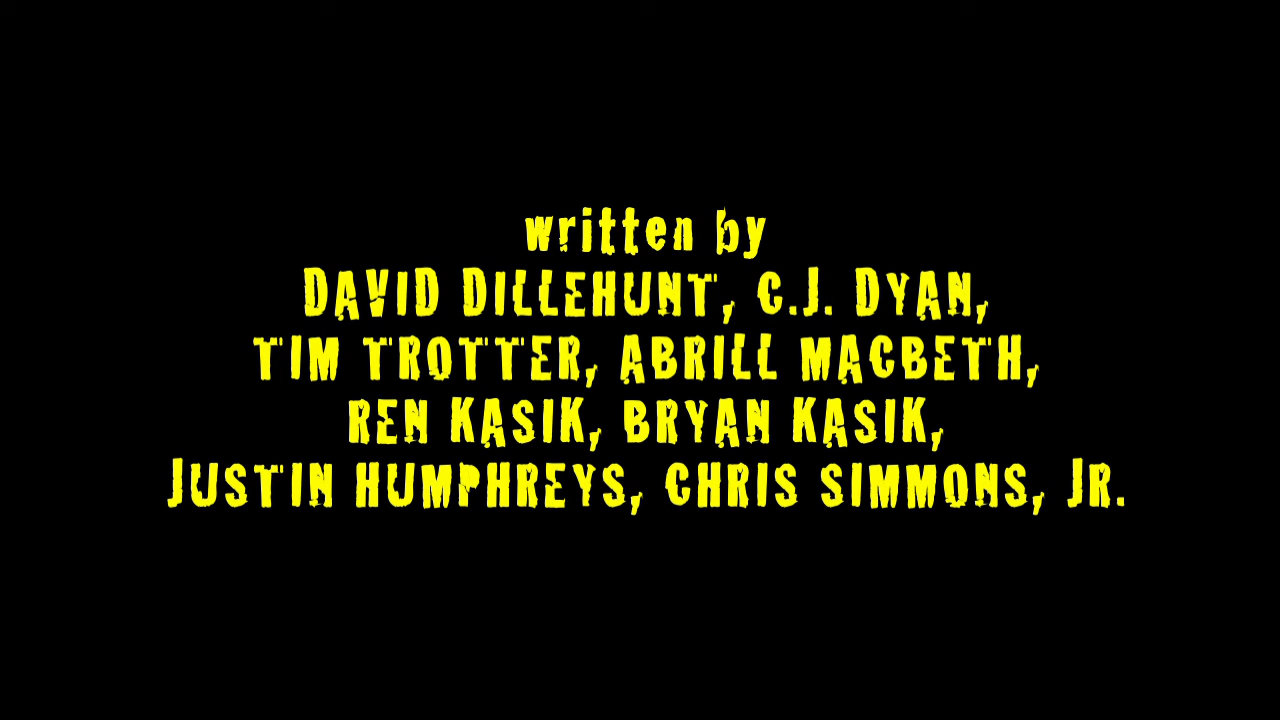 written by
DAVID DILLEHUNT, C.J. DYAN,
TIM TROTTER, ABRILL MACBETH,
REN KASIK, BRYAN KASIK,
JUSTIN HUMPHREYS, CHRIS SIMMONS, JR.